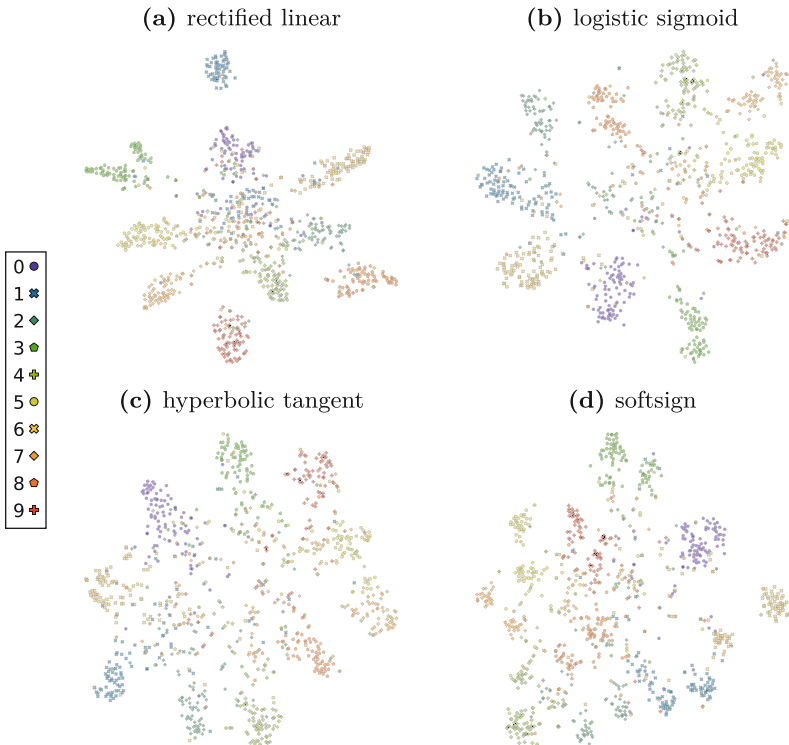 (a) rectified linear
(b) logistic sigmoid
0
1
2
3
4
5
6
7
8
9
(c) hyperbolic tangent
(d) softsign